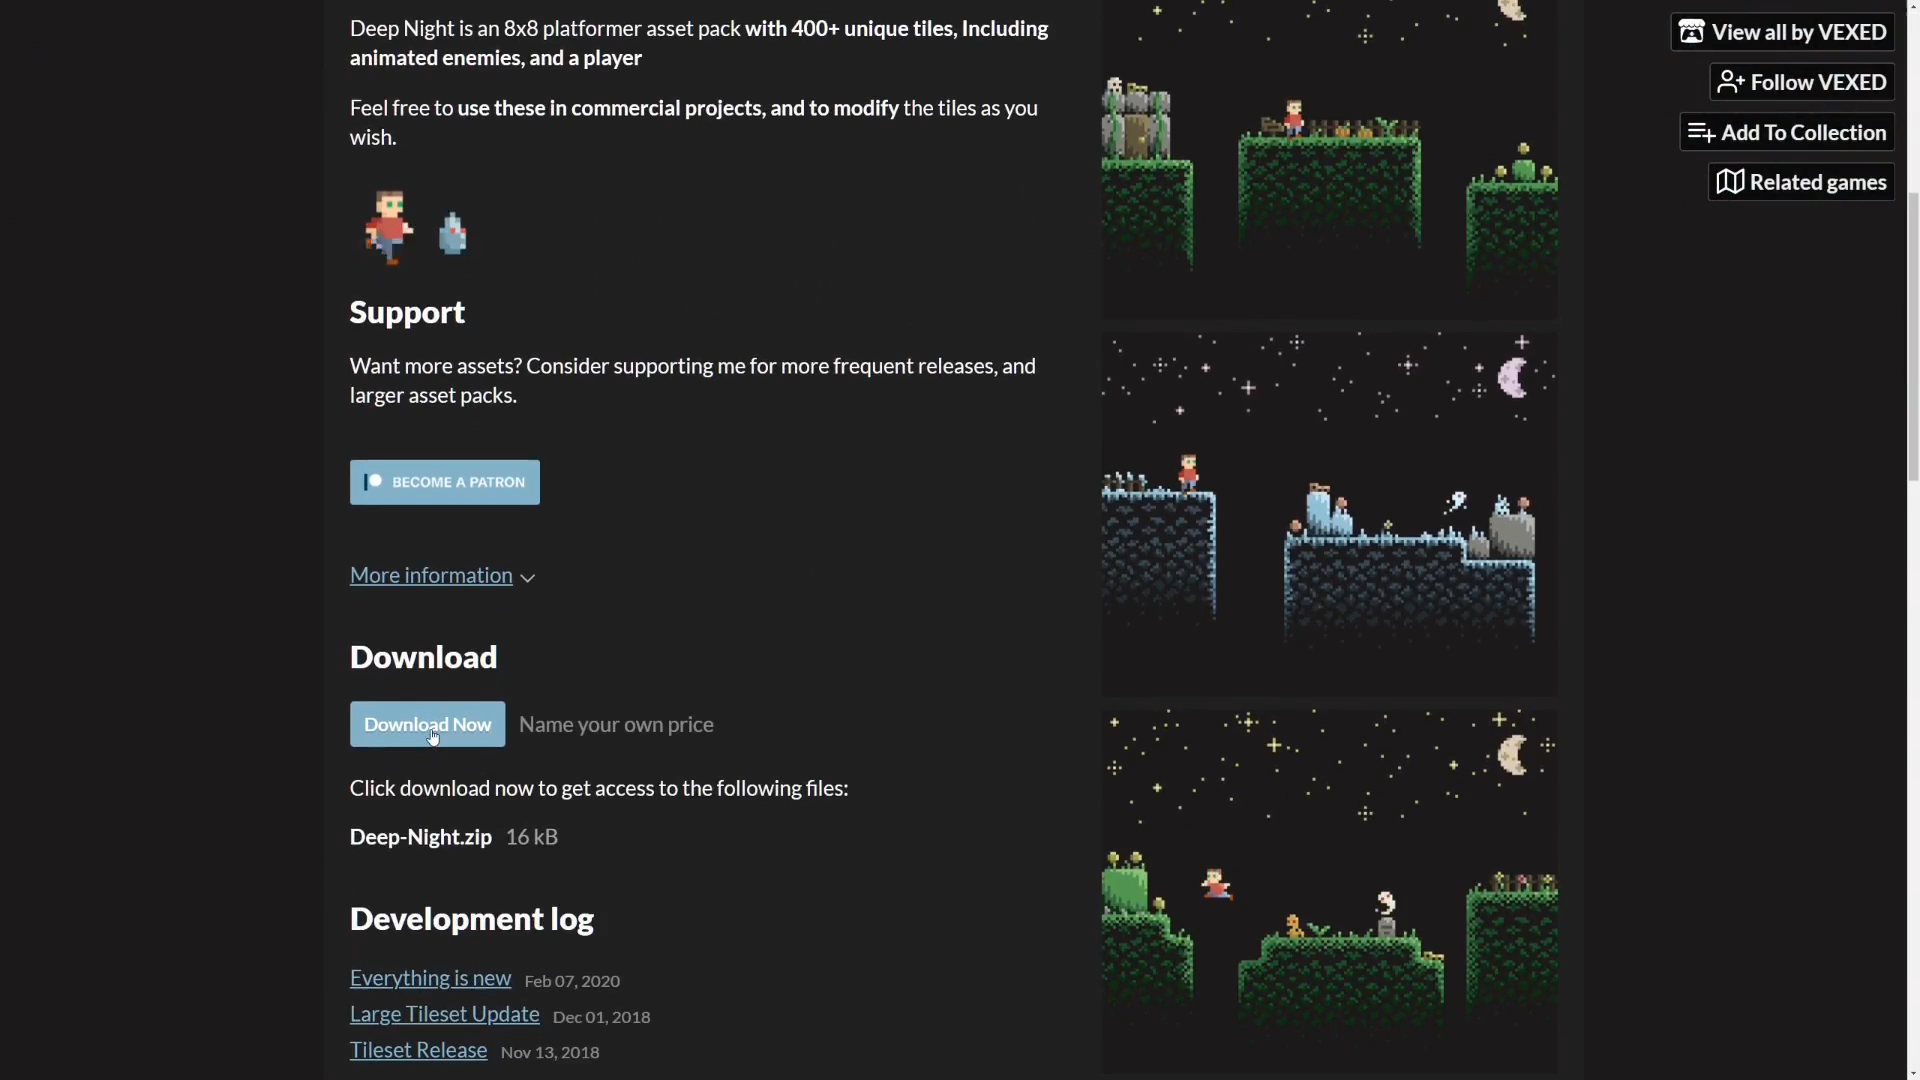 Deep Night is an 8x8 platformer asset pack with 400+ unique tiles, Including
animated enemies, and a player
Feel free to use these in commercial projects, and to modify the tiles as you
wish.
Support
Want more assets? Consider supporting me for more frequent releases, and
larger asset packs.
BECOME A PATRON
More information
Download
Download Now Name your own price
Click download now to get access to the following files:
Deep-Night.zip 16 kB
Development log
Everything is new Feb 07, 2020
Large Tileset Update Dec 01, 2018
Tileset Release Nov 13, 2018
View all by VEXED
Follow VEXED
Add To Collection
Related games